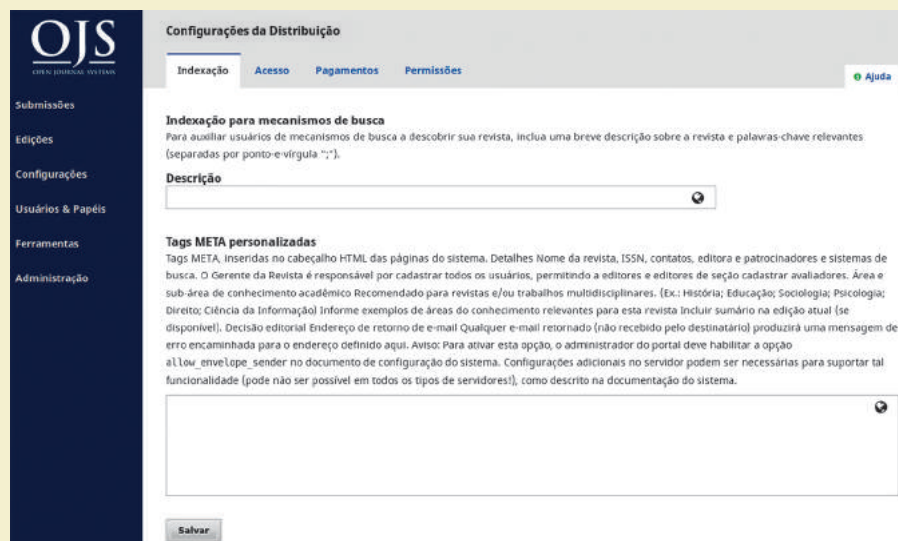 OJS
OPEN JOURNAL SYSTEMS
Submissões
Edições
Configurações
Usuários & Papéis
Ferramentas
Administração
Configurações da Distribuição
Indexação Acesso Pagamentos Permissões
Ajuda
Indexação para mecanismos de busca
Para auxiliar usuários de mecanismos de busca a descobrir sua revista, inclua uma breve descrição sobre a revista e palavras-chave relevantes
(separadas por ponto-e-vírgula ";").
Descrição
Tags META personalizadas
Tags META, inseridas no cabeçalho HTML das páginas do sistema. Detalhes Nome da revista, ISSN, contatos, editora e patrocinadores e sistemas de
busca. O Gerente da Revista é responsável por cadastrar todos os usuários, permitindo a editores e editores de seção cadastrar avaliadores. Área e
sub-área de conhecimento acadêmico Recomendado para revistas e/ou trabalhos multidisciplinares. (Ex.: História; Educação; Sociologia; Psicologia;
Direito; Ciência da Informação) Informe exemplos de áreas do conhecimento relevantes para esta revista Incluir sumário na edição atual (se
disponível). Decisão editorial Endereço de retorno de e-mail Qualquer e-mail retornado (não recebido pelo destinatário) produzirá uma mensagem de
erro encaminhada para o endereço definido aqui. Aviso: Para ativar esta opção, o administrador do portal deve habilitar a opção
allow_envelope_sender no documento de configuração do sistema. Configurações adicionais no servidor podem ser necessárias para suportar tal
funcionalidade (pode não ser possível em todos os tipos de servidores!), como descrito na documentação do sistema.
Salvar